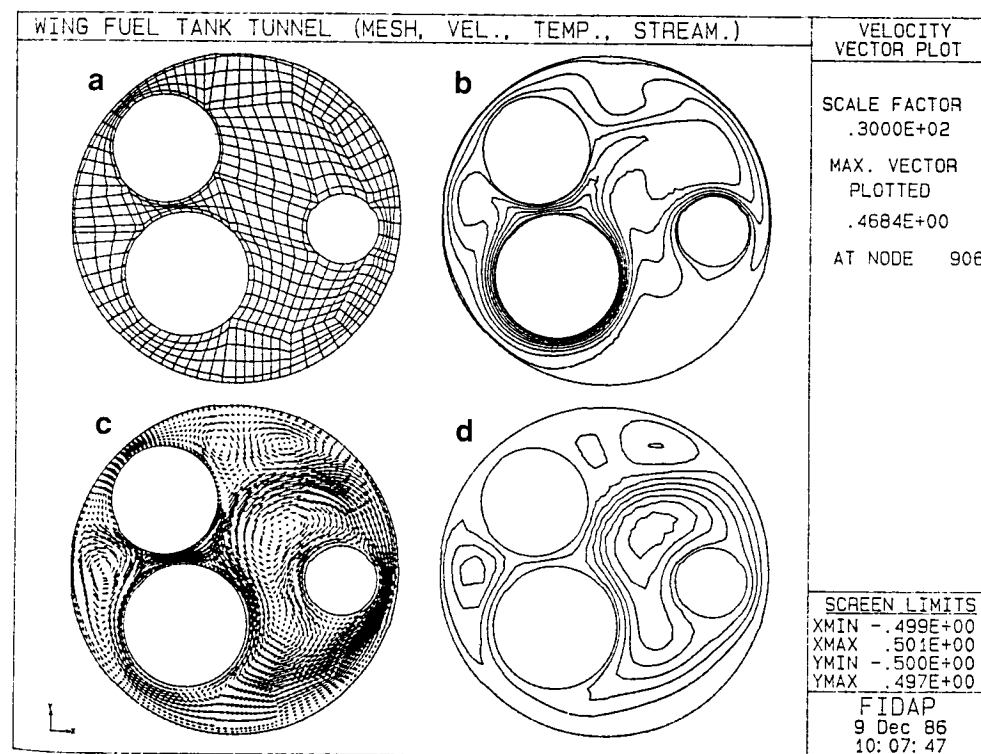 WING FUEL TANK TUNNEL (MESH, VEL., TEMP., STREAM.)
a
b
c
d
Y
X
VELOCITY
VECTOR PLOT
SCALE FACTOR
.3000E+02
MAX. VECTOR
PLOTTED
.4684E+00
AT NODE 906
SCREEN LIMITS
XMIN -.499E+00
XMAX .501E+00
YMIN -.500E+00
YMAX .497E+00
FIDAP
9 Dec 86
10:07:47